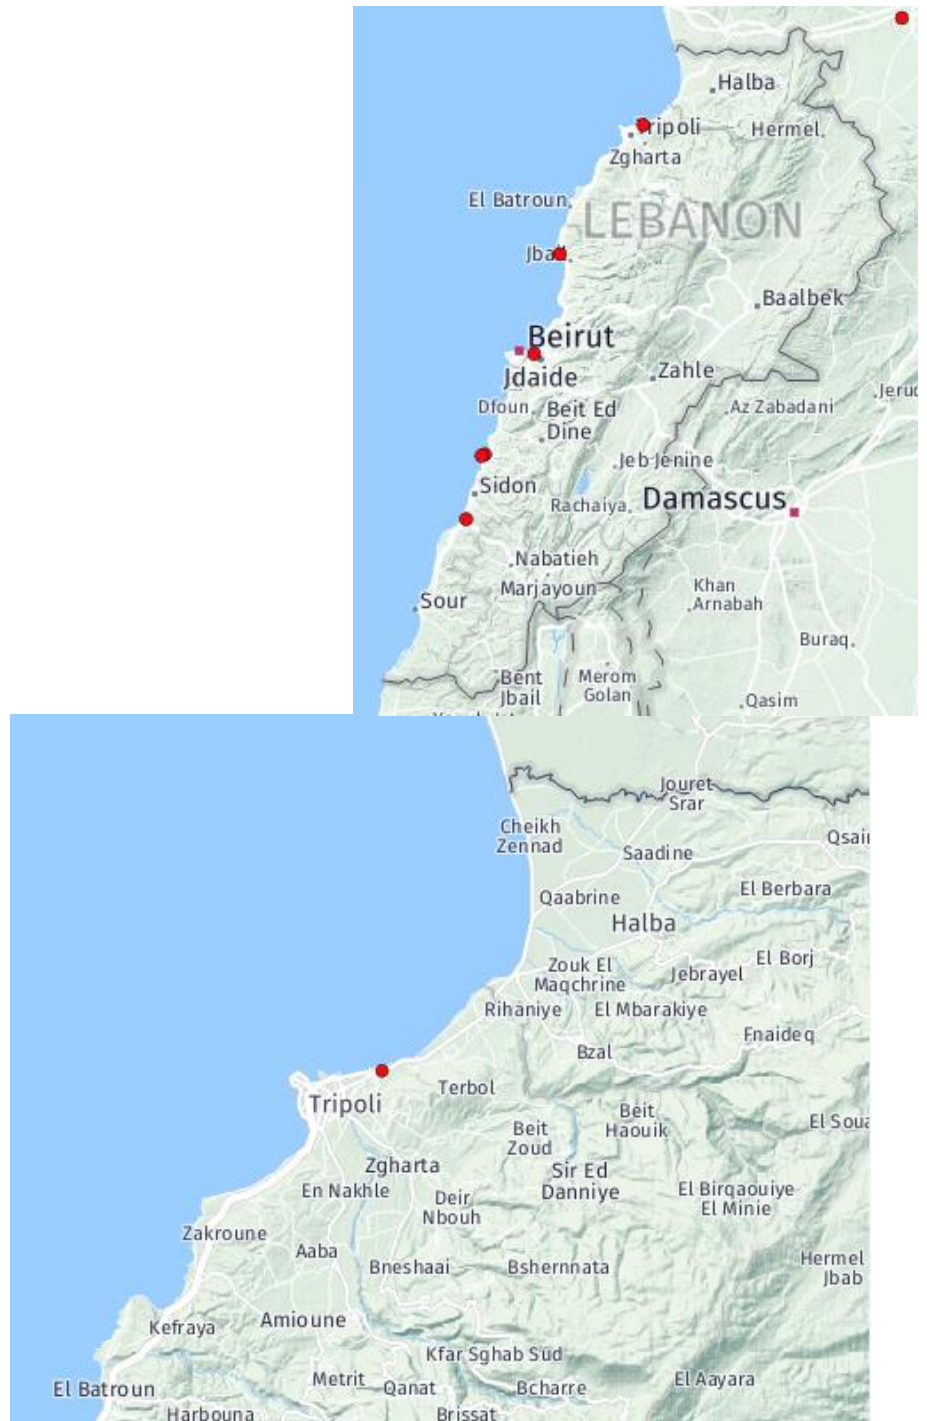 Halba
Tripoli
Hermel
Zgharta
El Batroun
LEBANON
Baalbek
Beirut
Jdaide
Zahle
Dfoun
Beit Ed
Dine
Az Zabadani
Jeb Jenine
Sidon
Rachaiya
Damascus
Nabatieh
Marjayoun
Khan
Arnabah
Sour
Buraq
Bent
Jbail
Merom
Golan
Qasim
Jouret
Srar
Cheikh
Zennad
Saadine
El Berbara
Qaabrine
Halba
Zouk El
Maqchrine
Jebrayel
El Borj
Rihaniye
El Mbarakiye
Fnaideq
Bzal
Terbol
Tripoli
Beit
Haouik
Beit
Zoud
Zgharta
Sir Ed
Danniye
En Nakhle
Deir
Nbouh
El Birqaouiye
El Minie
Zakroune
Aaba
Bneshaai
Bshernnata
Hermel
Jbab
Kefraya
Amioune
Kfar Sghab Sud
El Batroun
Metrit
Qanat
Bcharre
El Aayara
Harbouna
Brissat